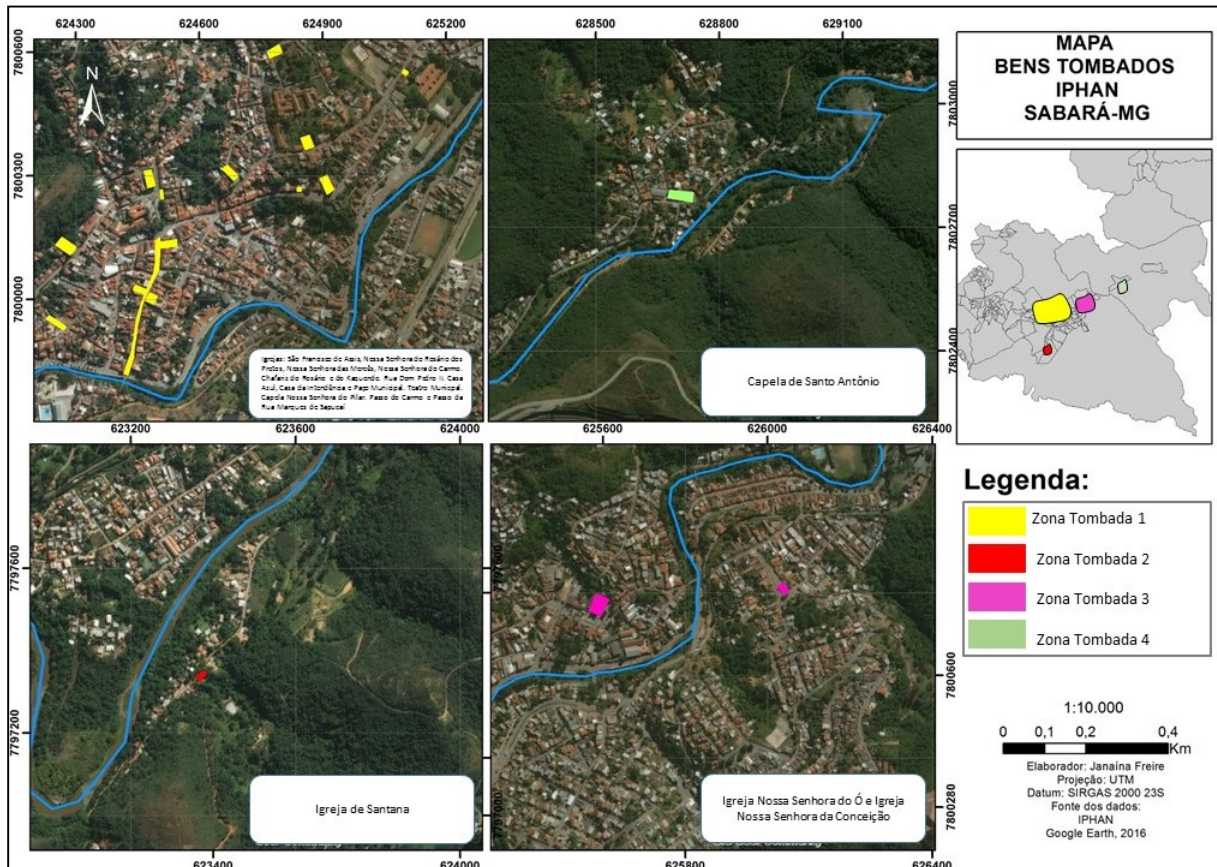 624300
624600
624900
625200
628500
628800
629100
7800600
7800300
7800000
N
Igrejas: São Francisco de Assis, Nossa Senhora do Rosário dos
Pretos, Nossa Senhora das Mercês, Nossa Senhora do Carmo.
Chafariz do Rosário e do Kaquende. Rua Dom Pedro II. Casa
Azul, Casa da Intendência e Paço Municipal. Teatro Municipal.
Capela Nossa Senhora do Pilar. Passo do Carmo e Passo da
Rua Marques de Sapucaí
7803000
7802700
7802400
Capela de Santo Antônio
MAPA
BENS TOMBADOS
IPHAN
SABARÁ-MG
623200
623600
624000
625600
626000
626400
7797600
7797200
Igreja de Santana
623400
624000
7797600
7797000
7800600
7800280
Igreja Nossa Senhora do Ó e Igreja
Nossa Senhora da Conceição
625800
626400
Legenda:
Zona Tombada 1
Zona Tombada 2
Zona Tombada 3
Zona Tombada 4
1:10.000
0 0,1 0,2 0,4
Km
Elaborador: Janaína Freire
Projeção: UTM
Datum: SIRGAS 2000 23S
Fonte dos dados:
IPHAN
Google Earth, 2016